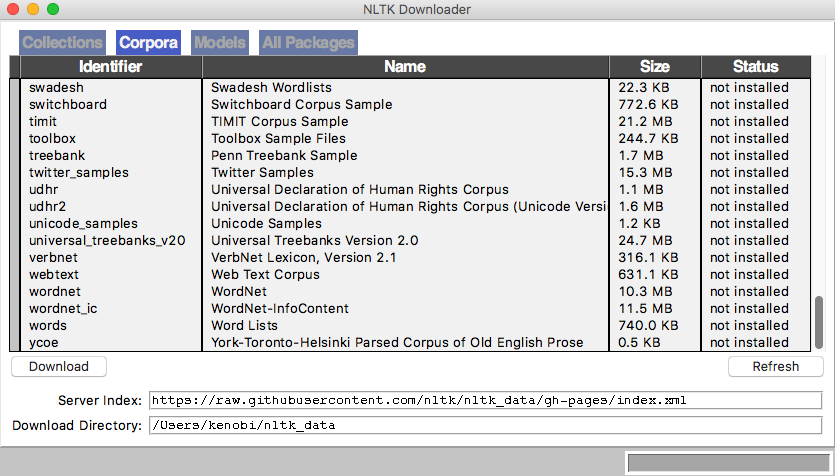 NLTK Downloader
Collections Corpora Models All Packages
Identifier Name Size Status
swadesh Swadesh Wordlists 22.3 KB not installed
switchboard Switchboard Corpus Sample 772.6 KB not installed
timit TIMIT Corpus Sample 21.2 MB not installed
toolbox Toolbox Sample Files 244.7 KB not installed
treebank Penn Treebank Sample 1.7 MB not installed
twitter_samples Twitter Samples 15.3 MB not installed
udhr Universal Declaration of Human Rights Corpus 1.1 MB not installed
udhr2 Universal Declaration of Human Rights Corpus (Unicode Versi 1.6 MB not installed
unicode_samples Unicode Samples 1.2 KB not installed
universal_treebanks_v20 Universal Treebanks Version 2.0 24.7 MB not installed
verbnet VerbNet Lexicon, Version 2.1 316.1 KB not installed
webtext Web Text Corpus 631.1 KB not installed
wordnet WordNet 10.3 MB not installed
wordnet_ic WordNet-InfoContent 11.5 MB not installed
words Word Lists 740.0 KB not installed
ycoe York-Toronto-Helsinki Parsed Corpus of Old English Prose 0.5 KB not installed
Download Refresh
Server Index: https://raw.githubusercontent.com/nltk/nltk_data/gh-pages/index.xml
Download Directory: /Users/kenobi/nltk_data